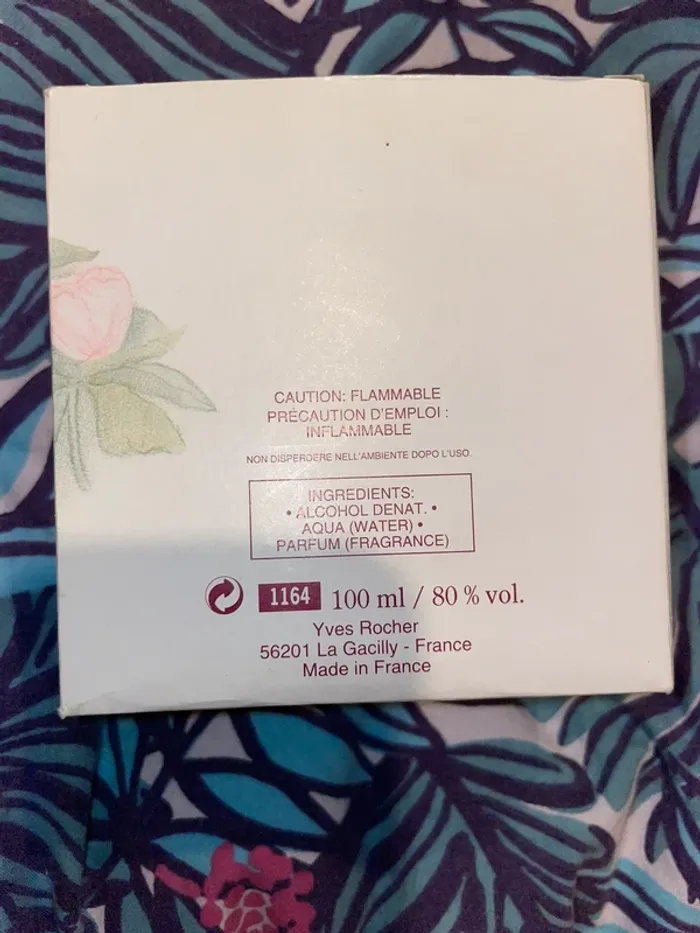 CAUTION: FLAMMABLE
PRÉCAUTION D'EMPLOI :
INFLAMMABLE
NON DISPERDERE NELL'AMBIENTE DOPO L'USO.
INGREDIENTS:
• ALCOHOL DENAT. •
AQUA (WATER) •
PARFUM (FRAGRANCE)
1164 100 ml / 80 % vol.
Yves Rocher
56201 La Gacilly - France
Made in France